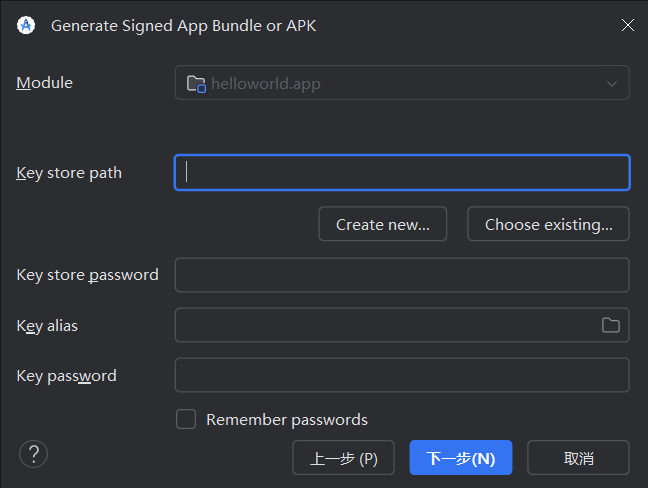 Generate Signed App Bundle or APK
Module
helloworld.app
Key store path
Create new...
Choose existing...
Key store password
Key alias
Key password
Remember passwords
?
上一步 (P)
下一步(N)
取消